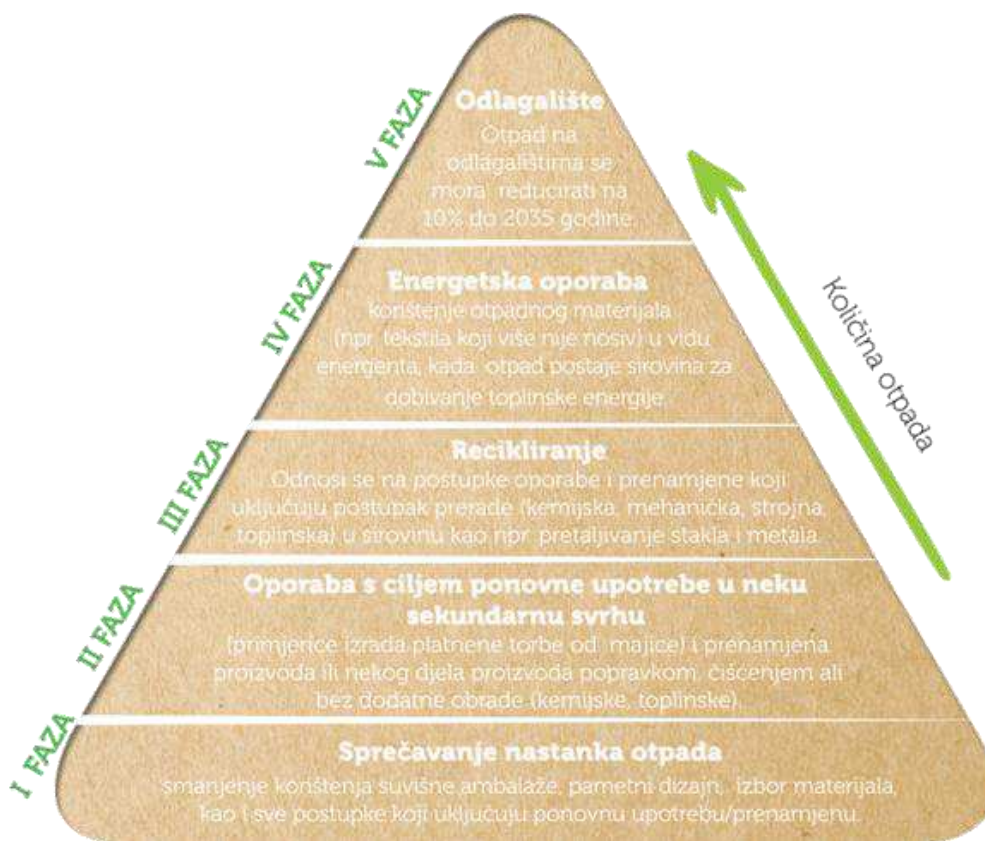 V FAZA
Odlagalište
Otpad na
odlagalištima se
mora reducirati na
10% do 2035 godine.
IV FAZA
Energetska oporaba
korištenje otpadnog materijala
(npr. tekstila koji više nije nosiv) u vidu
energenta, kada otpad postaje sirovina za
dobivanje toplinske energije.
Količina otpada
III FAZA
Recikliranje
Odnosi se na postupke oporabe i prenamjene koji
uključuju postupak prerade (kemijska, mehanička, strojna,
toplinska) u sirovinu kao npr. pretaljivanje stakla i metala.
II FAZA
Oporaba s ciljem ponovne upotrebe u neku
sekundarnu svrhu
(primjerice izrada platnene torbe od majice) i prenamjena
proizvoda ili nekog djela proizvoda popravkom, čišćenjem ali
bez dodatne obrade (kemijske, toplinske).
I FAZA
Sprečavanje nastanka otpada
smanjenje korištenja suvišne ambalaže, pametni dizajn, izbor materijala,
kao i sve postupke koji uključuju ponovnu upotrebu/prenamjenu.